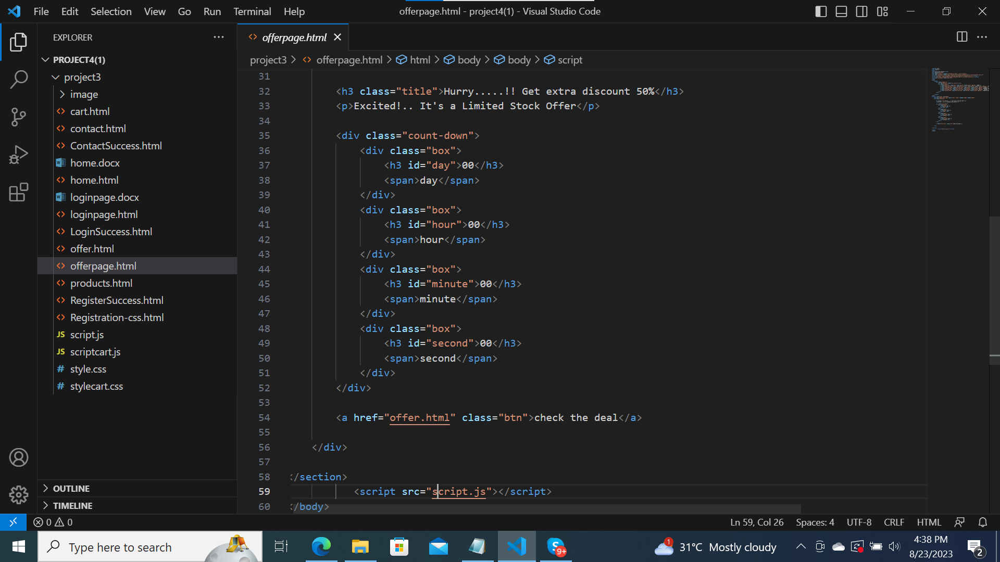 File Edit Selection View Go Run Terminal Help
offerpage.html - project4(1) - Visual Studio Code
EXPLORER
PROJECT4(1)
project3
image
cart.html
contact.html
ContactSuccess.html
home.docx
home.html
loginpage.docx
loginpage.html
LoginSuccess.html
offer.html
offerpage.html
products.html
RegisterSuccess.html
Registration-css.html
JS script.js
JS scriptcart.js
# style.css
# stylecart.css
OUTLINE
TIMELINE
offerpage.html
project3 > offerpage.html > html > body > body > script
31
32 <h3 class="title">Hurry.....!! Get extra discount 50%</h3>
33 <p>Excited!.. It's a Limited Stock Offer</p>
34
35 <div class="count-down">
36 <div class="box">
37 <h3 id="day">00</h3>
38 <span>day</span>
39 </div>
40 <div class="box">
41 <h3 id="hour">00</h3>
42 <span>hour</span>
43 </div>
44 <div class="box">
45 <h3 id="minute">00</h3>
46 <span>minute</span>
47 </div>
48 <div class="box">
49 <h3 id="second">00</h3>
50 <span>second</span>
51 </div>
52 </div>
53
54 <a href="offer.html" class="btn">check the deal</a>
55
56 </div>
57
58 </section>
59 <script src="script.js"></script>
60 </body>
0 0
Ln 59, Col 26 Spaces: 4 UTF-8 CRLF HTML
Type here to search
9+
1
31°C Mostly cloudy
4:38 PM
8/23/2023
2